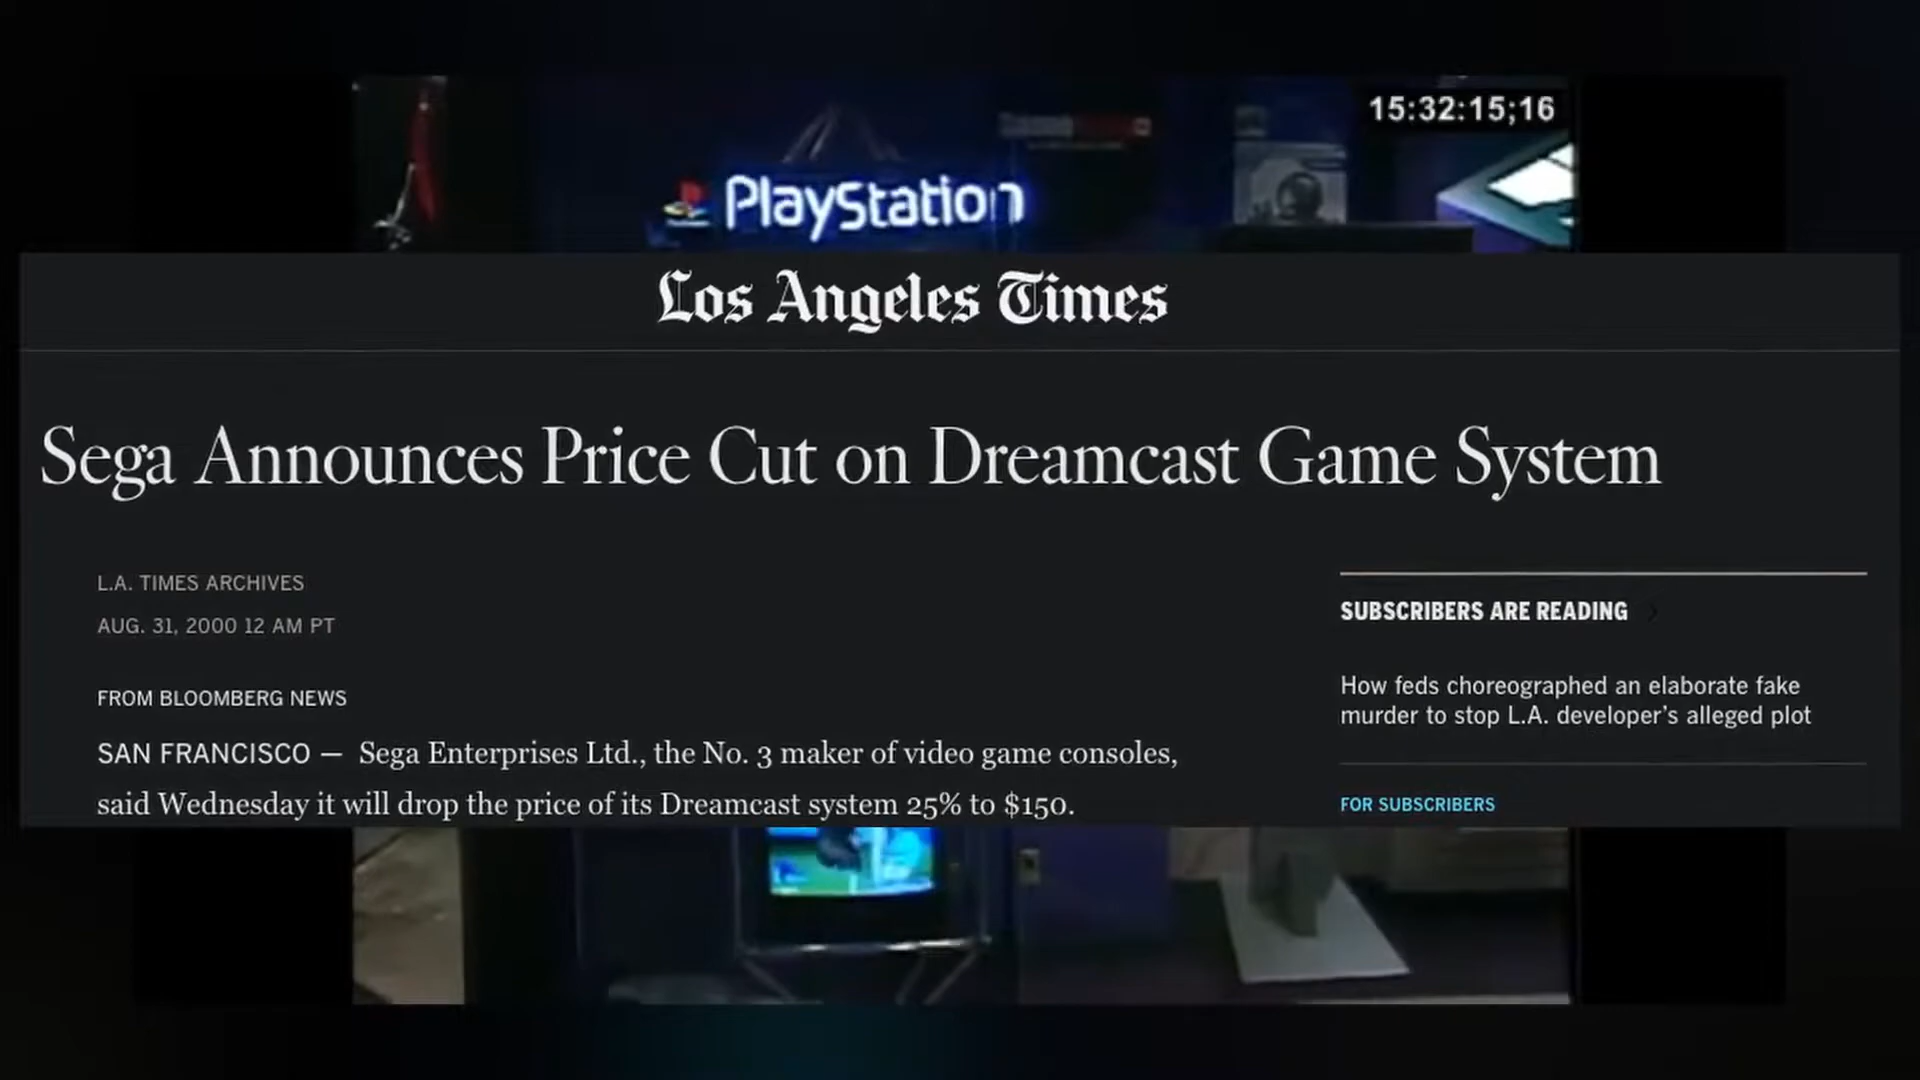 15:32:15;16
PlayStation
Los Angeles Times
Sega Announces Price Cut on Dreamcast Game System
L.A. TIMES ARCHIVES
AUG. 31, 2000 12 AM PT
FROM BLOOMBERG NEWS
SAN FRANCISCO — Sega Enterprises Ltd., the No. 3 maker of video game consoles,
said Wednesday it will drop the price of its Dreamcast system 25% to $150.
SUBSCRIBERS ARE READING
How feds choreographed an elaborate fake
murder to stop L.A. developer’s alleged plot
FOR SUBSCRIBERS